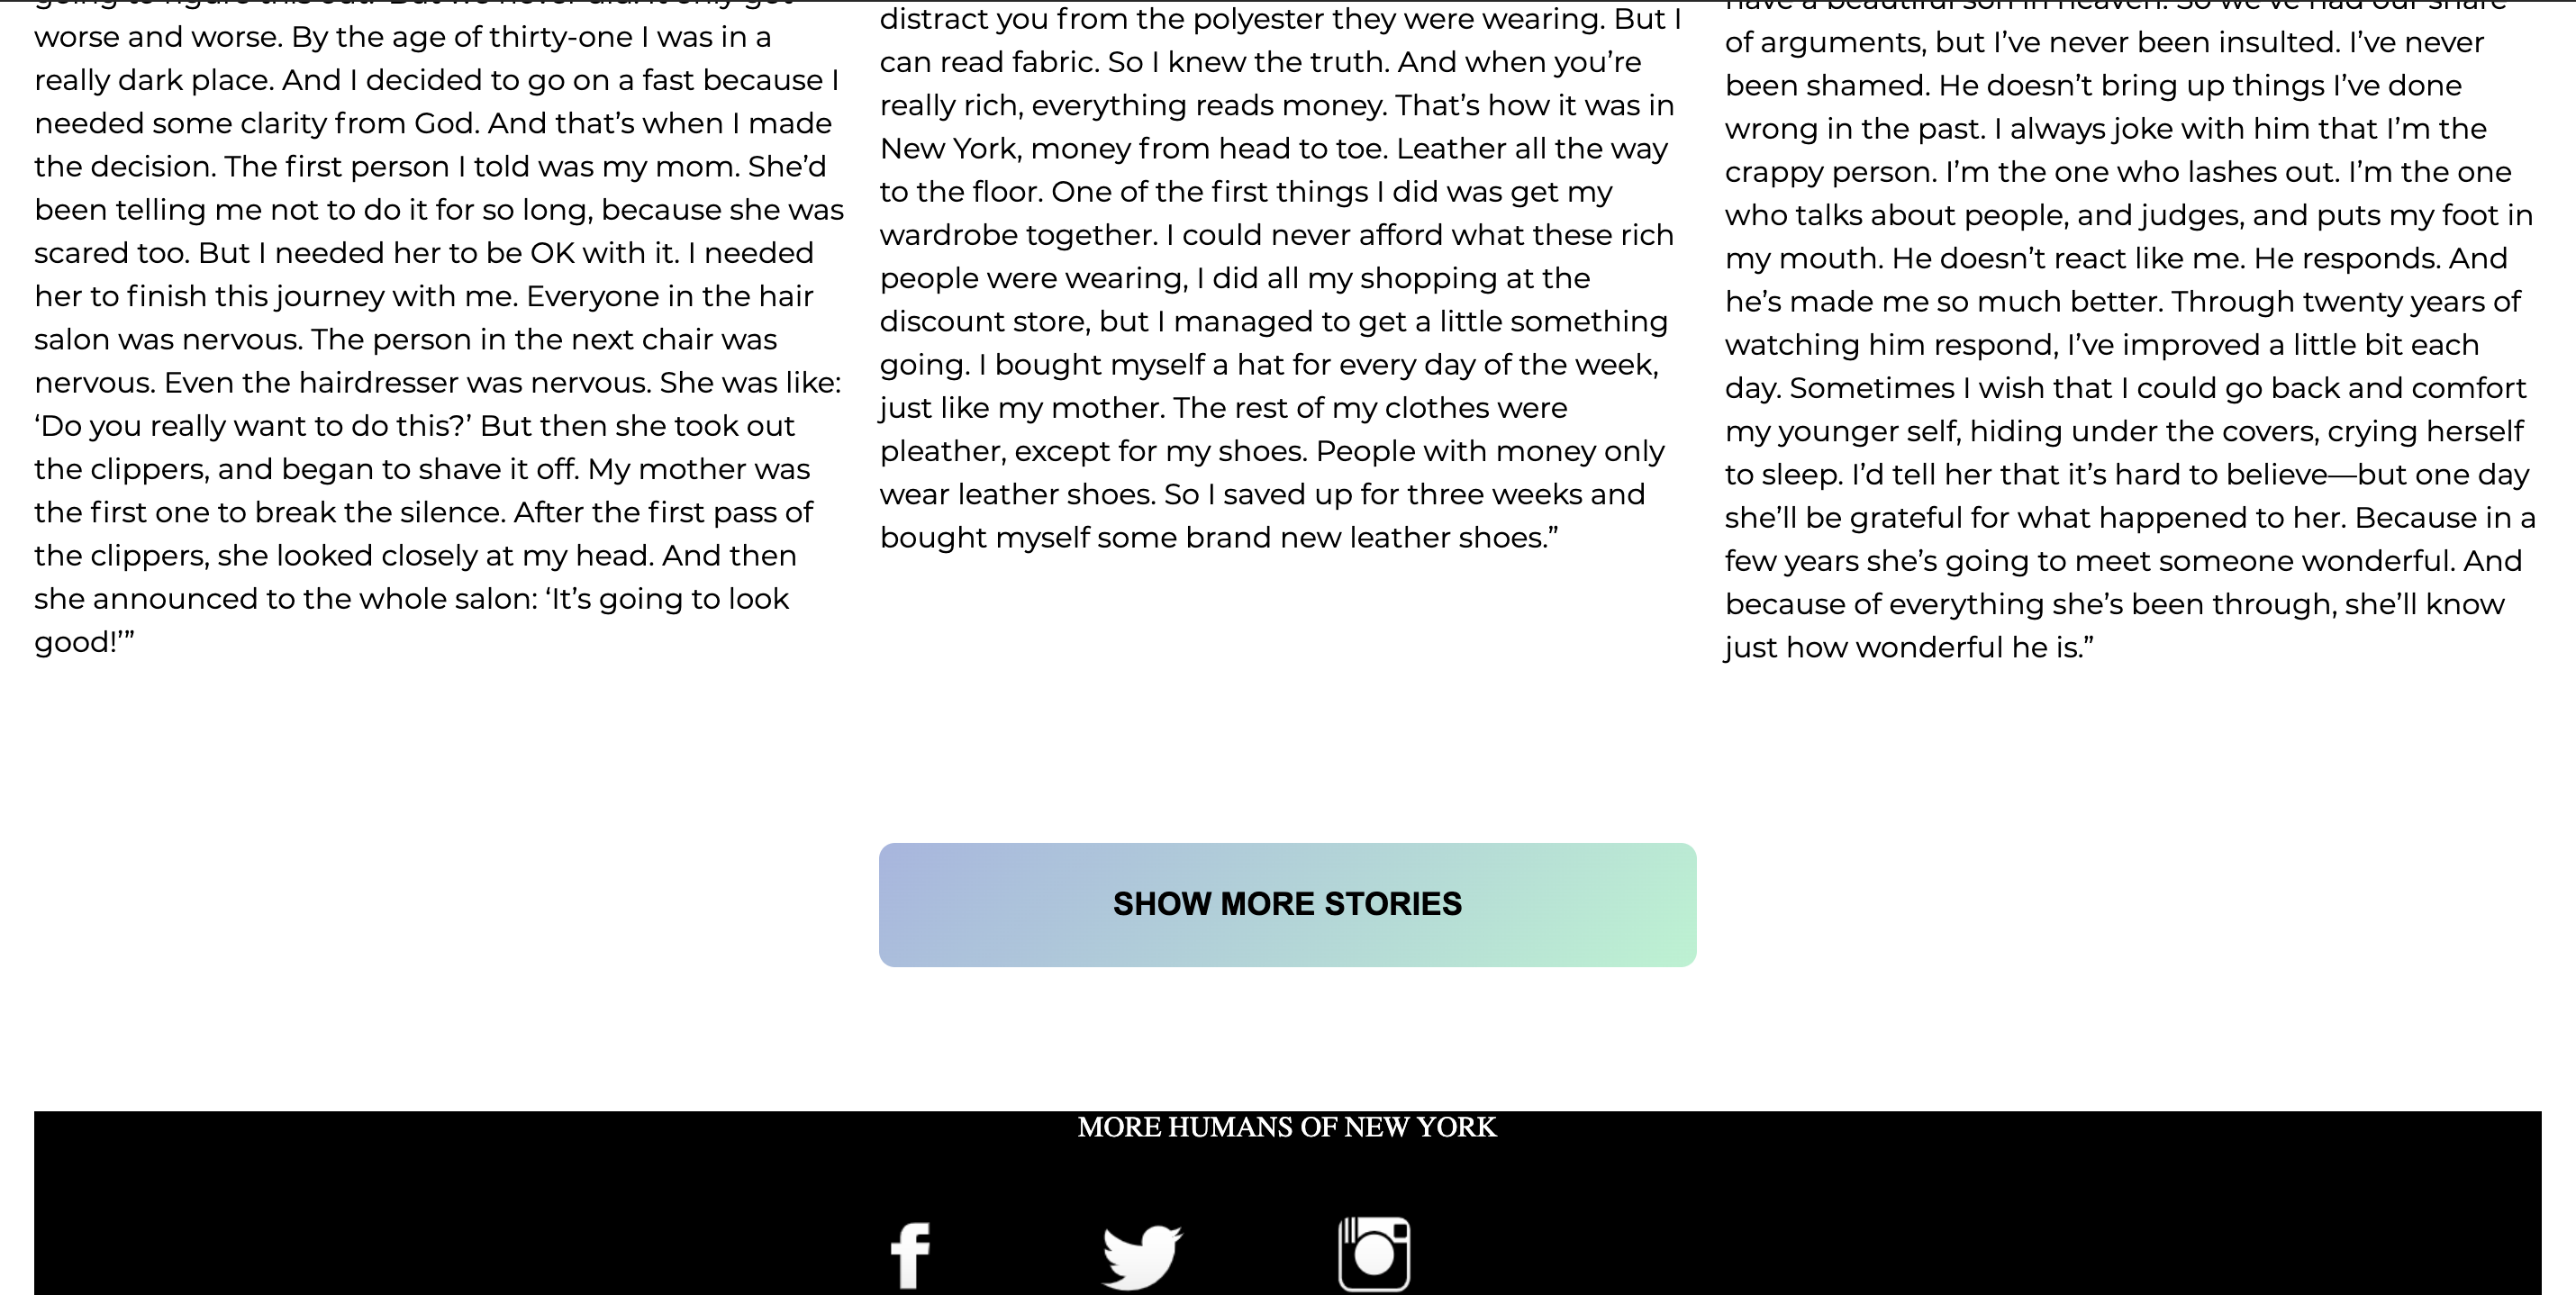 worse and worse. By the age of thirty-one I was in a
really dark place. And I decided to go on a fast because I
needed some clarity from God. And that’s when I made
the decision. The first person I told was my mom. She’d
been telling me not to do it for so long, because she was
scared too. But I needed her to be OK with it. I needed
her to finish this journey with me. Everyone in the hair
salon was nervous. The person in the next chair was
nervous. Even the hairdresser was nervous. She was like:
‘Do you really want to do this?’ But then she took out
the clippers, and began to shave it off. My mother was
the first one to break the silence. After the first pass of
the clippers, she looked closely at my head. And then
she announced to the whole salon: ‘It’s going to look
good!’”
distract you from the polyester they were wearing. But I
can read fabric. So I knew the truth. And when you’re
really rich, everything reads money. That’s how it was in
New York, money from head to toe. Leather all the way
to the floor. One of the first things I did was get my
wardrobe together. I could never afford what these rich
people were wearing, I did all my shopping at the
discount store, but I managed to get a little something
going. I bought myself a hat for every day of the week,
just like my mother. The rest of my clothes were
pleather, except for my shoes. People with money only
wear leather shoes. So I saved up for three weeks and
bought myself some brand new leather shoes.”
have a beautiful son in heaven. So we’ve had our share
of arguments, but I’ve never been insulted. I’ve never
been shamed. He doesn’t bring up things I’ve done
wrong in the past. I always joke with him that I’m the
crappy person. I’m the one who lashes out. I’m the one
who talks about people, and judges, and puts my foot in
my mouth. He doesn’t react like me. He responds. And
he’s made me so much better. Through twenty years of
watching him respond, I’ve improved a little bit each
day. Sometimes I wish that I could go back and comfort
my younger self, hiding under the covers, crying herself
to sleep. I’d tell her that it’s hard to believe—but one day
she’ll be grateful for what happened to her. Because in a
few years she’s going to meet someone wonderful. And
because of everything she’s been through, she’ll know
just how wonderful he is.”
SHOW MORE STORIES
MORE HUMANS OF NEW YORK